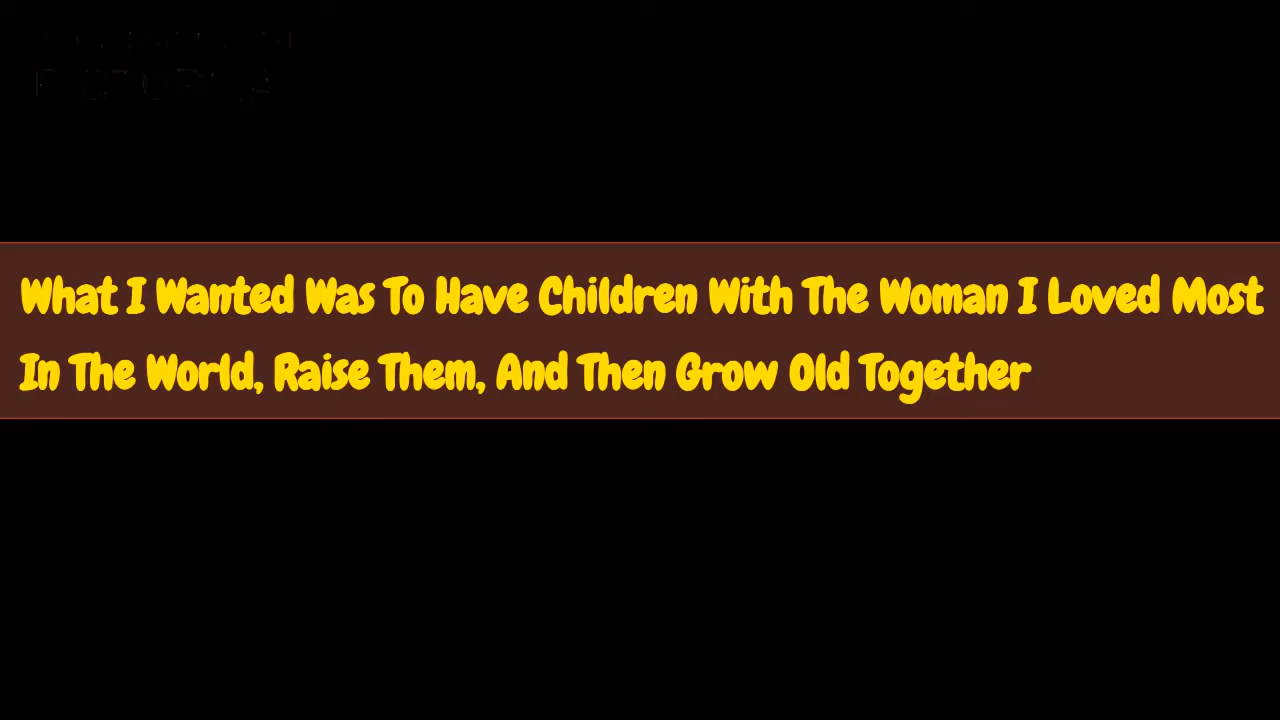 What I Wanted Was To Have Children With The Woman I Loved Most
In The World, Raise Them, And Then Grow Old Together